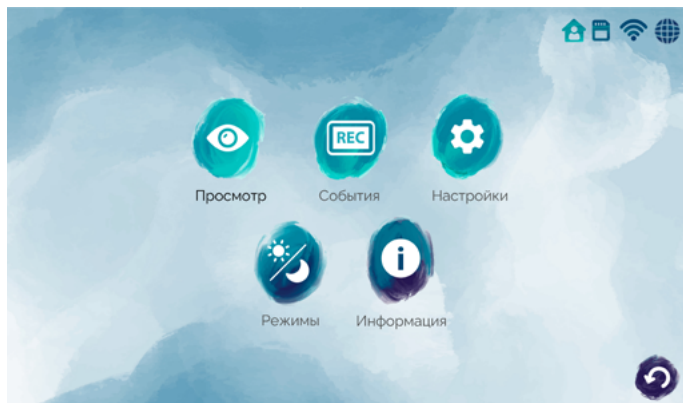 REC
Просмотр
События
Настройки
Режимы
Информация